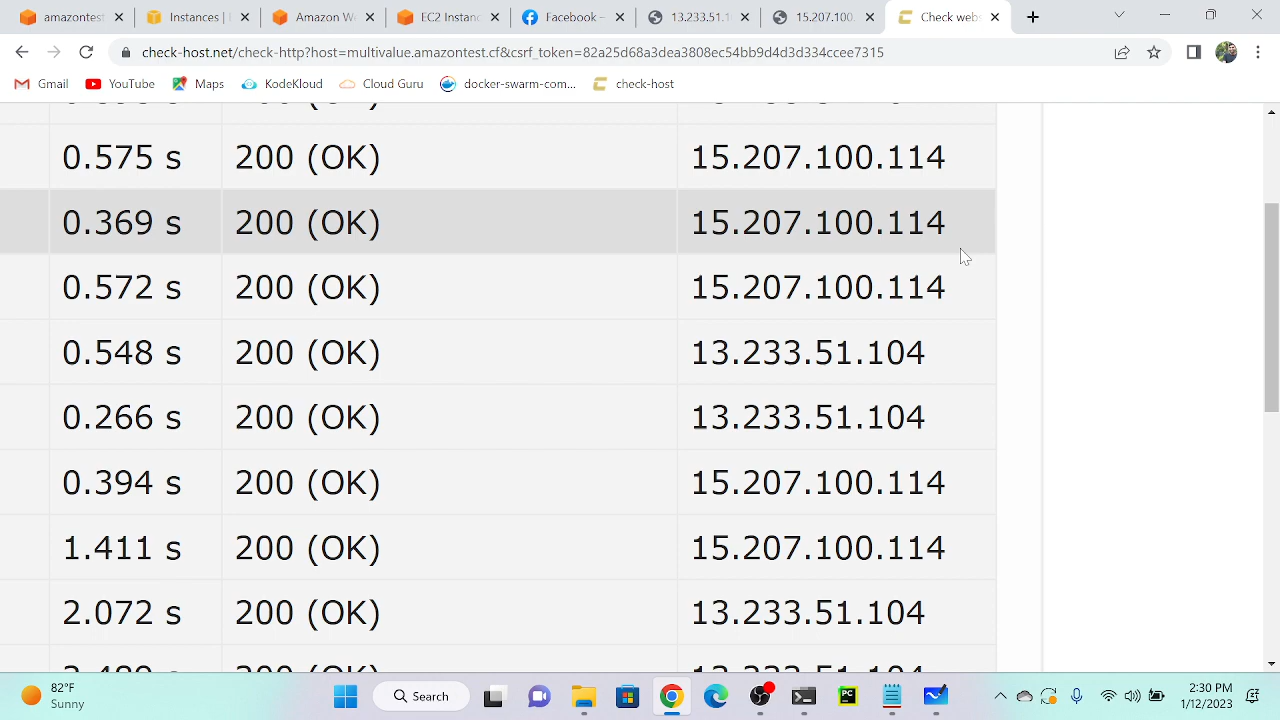 amazontest
Instances |
Amazon We
EC2 Instanc
Facebook –
13.233.51.1
15.207.100.
Check webs
check-host.net/check-http?host=multivalue.amazontest.cf&csrf_token=82a25d68a3dea3808ec54bb9d4d3d334ccee7315
Gmail
YouTube
Maps
KodeKloud
Cloud Guru
docker-swarm-com...
check-host
0.575 s 200 (OK) 15.207.100.114
0.369 s 200 (OK) 15.207.100.114
0.572 s 200 (OK) 15.207.100.114
0.548 s 200 (OK) 13.233.51.104
0.266 s 200 (OK) 13.233.51.104
0.394 s 200 (OK) 15.207.100.114
1.411 s 200 (OK) 15.207.100.114
2.072 s 200 (OK) 13.233.51.104
82°F
Sunny
Search
2:30 PM
1/12/2023